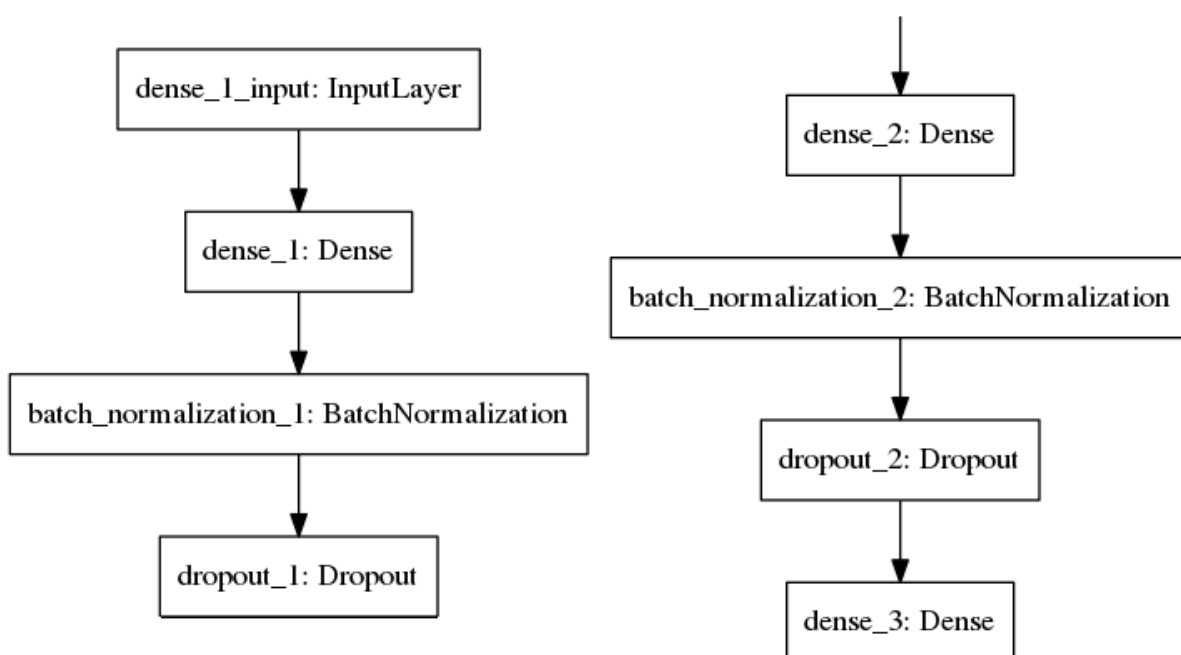 dense_1_input: InputLayer
dense_1: Dense
batch_normalization_1: BatchNormalization
dropout_1: Dropout
dense_2: Dense
batch_normalization_2: BatchNormalization
dropout_2: Dropout
dense_3: Dense